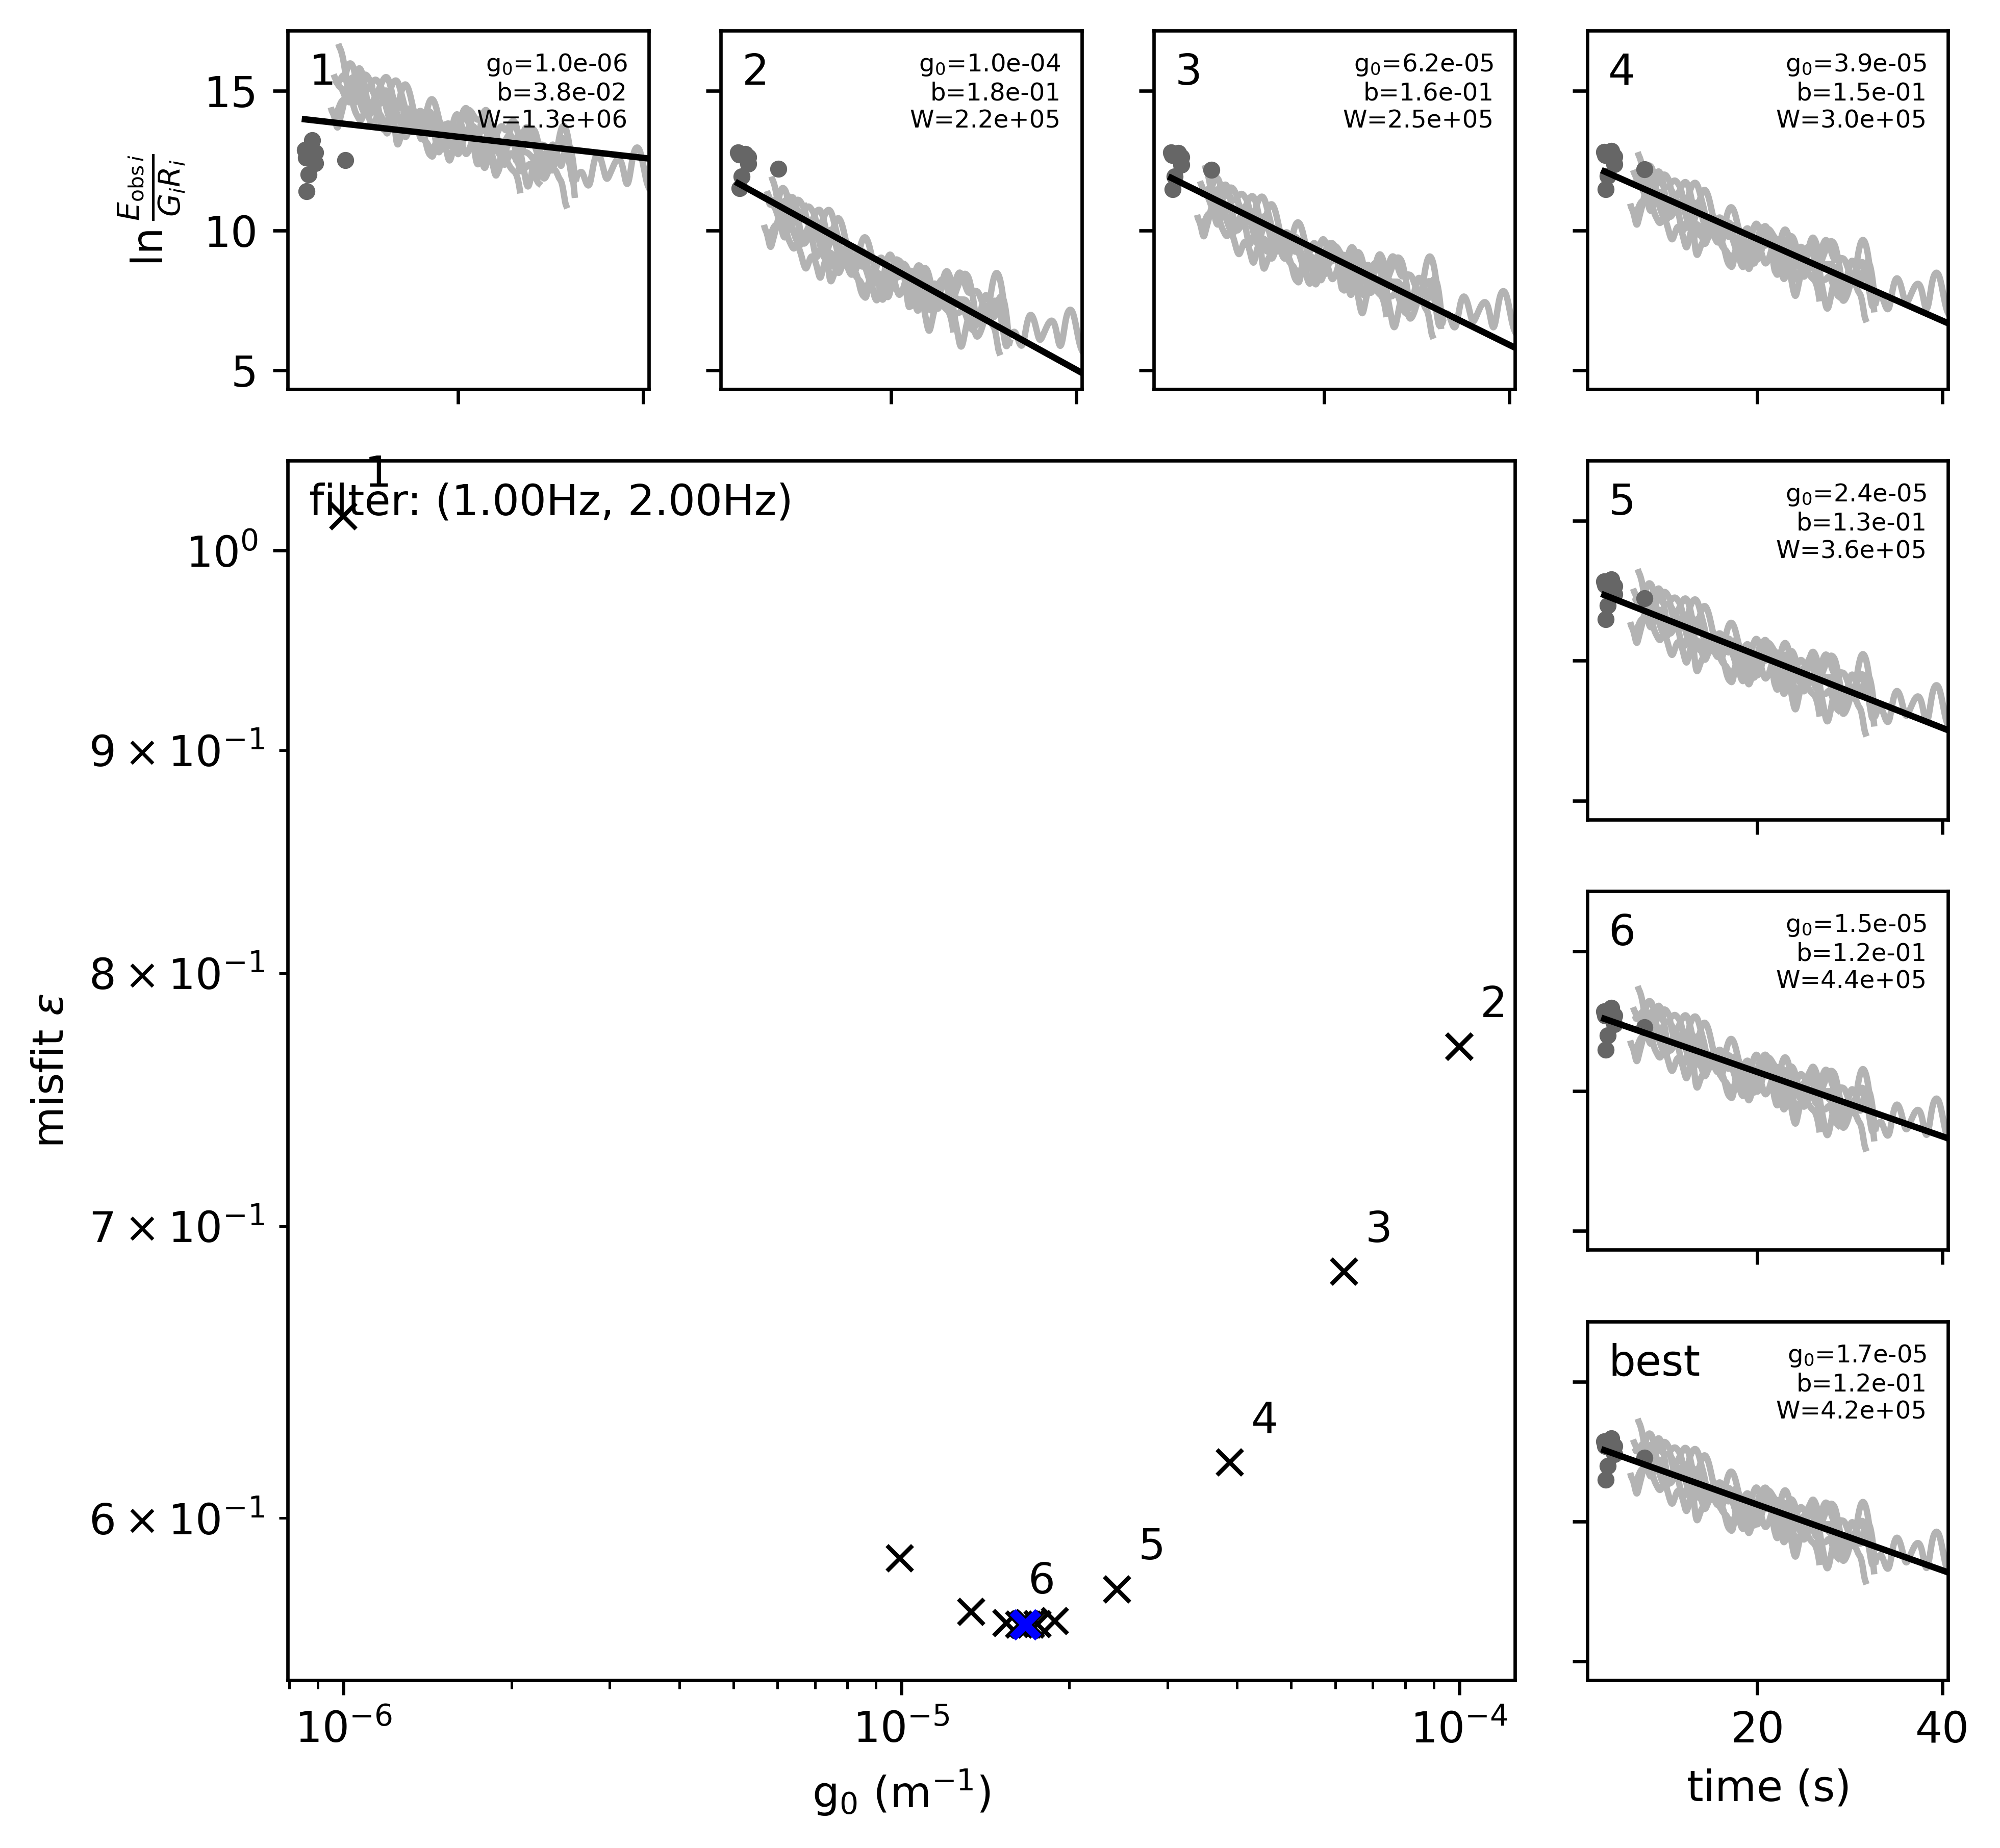 1
g₀=1.0e-06
b=3.8e-02
W=1.3e+06
2
g₀=1.0e-04
b=1.8e-01
W=2.2e+05
3
g₀=6.2e-05
b=1.6e-01
W=2.5e+05
4
g₀=3.9e-05
b=1.5e-01
W=3.0e+05
ln E_obs i / G_i R_i
15
10
5
filter: (1.00Hz, 2.00Hz)
1
2
3
4
5
6
misfit ε
10⁰
9 × 10⁻¹
8 × 10⁻¹
7 × 10⁻¹
6 × 10⁻¹
10⁻⁶
10⁻⁵
10⁻⁴
g₀ (m⁻¹)
5
g₀=2.4e-05
b=1.3e-01
W=3.6e+05
6
g₀=1.5e-05
b=1.2e-01
W=4.4e+05
best
g₀=1.7e-05
b=1.2e-01
W=4.2e+05
20
40
time (s)